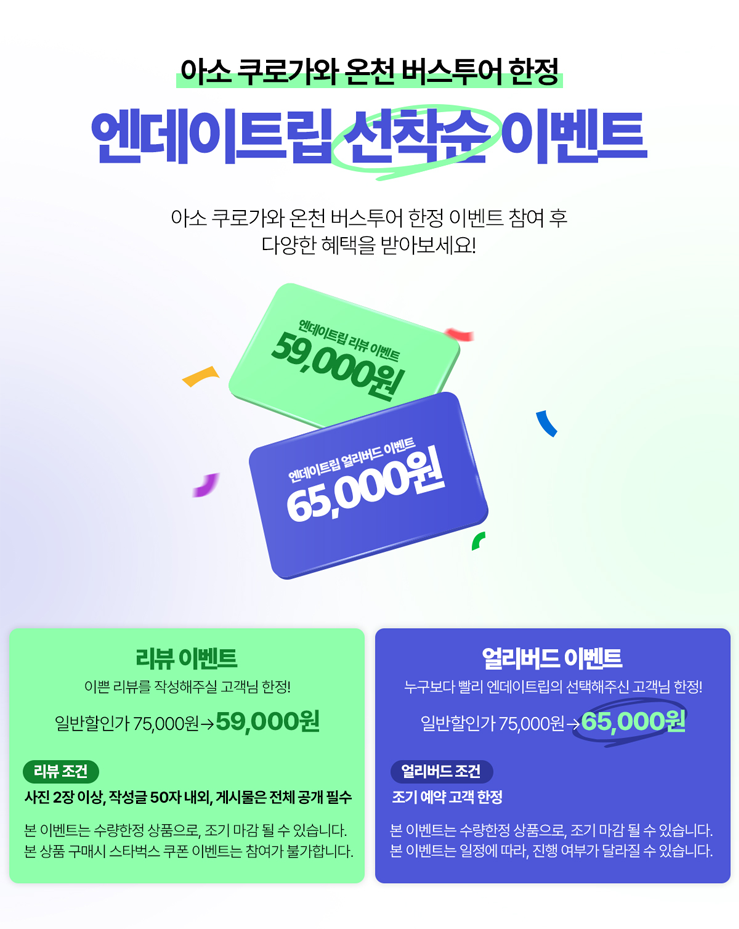 아소 쿠로가와 온천 버스투어 한정
엔데이트립 선착순 이벤트
아소 쿠로가와 온천 버스투어 한정 이벤트 참여 후
다양한 혜택을 받아보세요!
엔데이트립 리뷰 이벤트
59,000원
엔데이트립 얼리버드 이벤트
65,000원
리뷰 이벤트
이쁜 리뷰를 작성해주실 고객님 한정!
일반할인가 75,000원→59,000원
리뷰 조건
사진 2장 이상, 작성글 50자 내외, 게시물은 전체 공개 필수
본 이벤트는 수량한정 상품으로, 조기 마감 될 수 있습니다.
본 상품 구매시 스타벅스 쿠폰 이벤트는 참여가 불가합니다.
얼리버드 이벤트
누구보다 빨리 엔데이트립의 선택해주신 고객님 한정!
일반할인가 75,000원→65,000원
얼리버드 조건
조기 예약 고객 한정
본 이벤트는 수량한정 상품으로, 조기 마감 될 수 있습니다.
본 이벤트는 일정에 따라, 진행 여부가 달라질 수 있습니다.